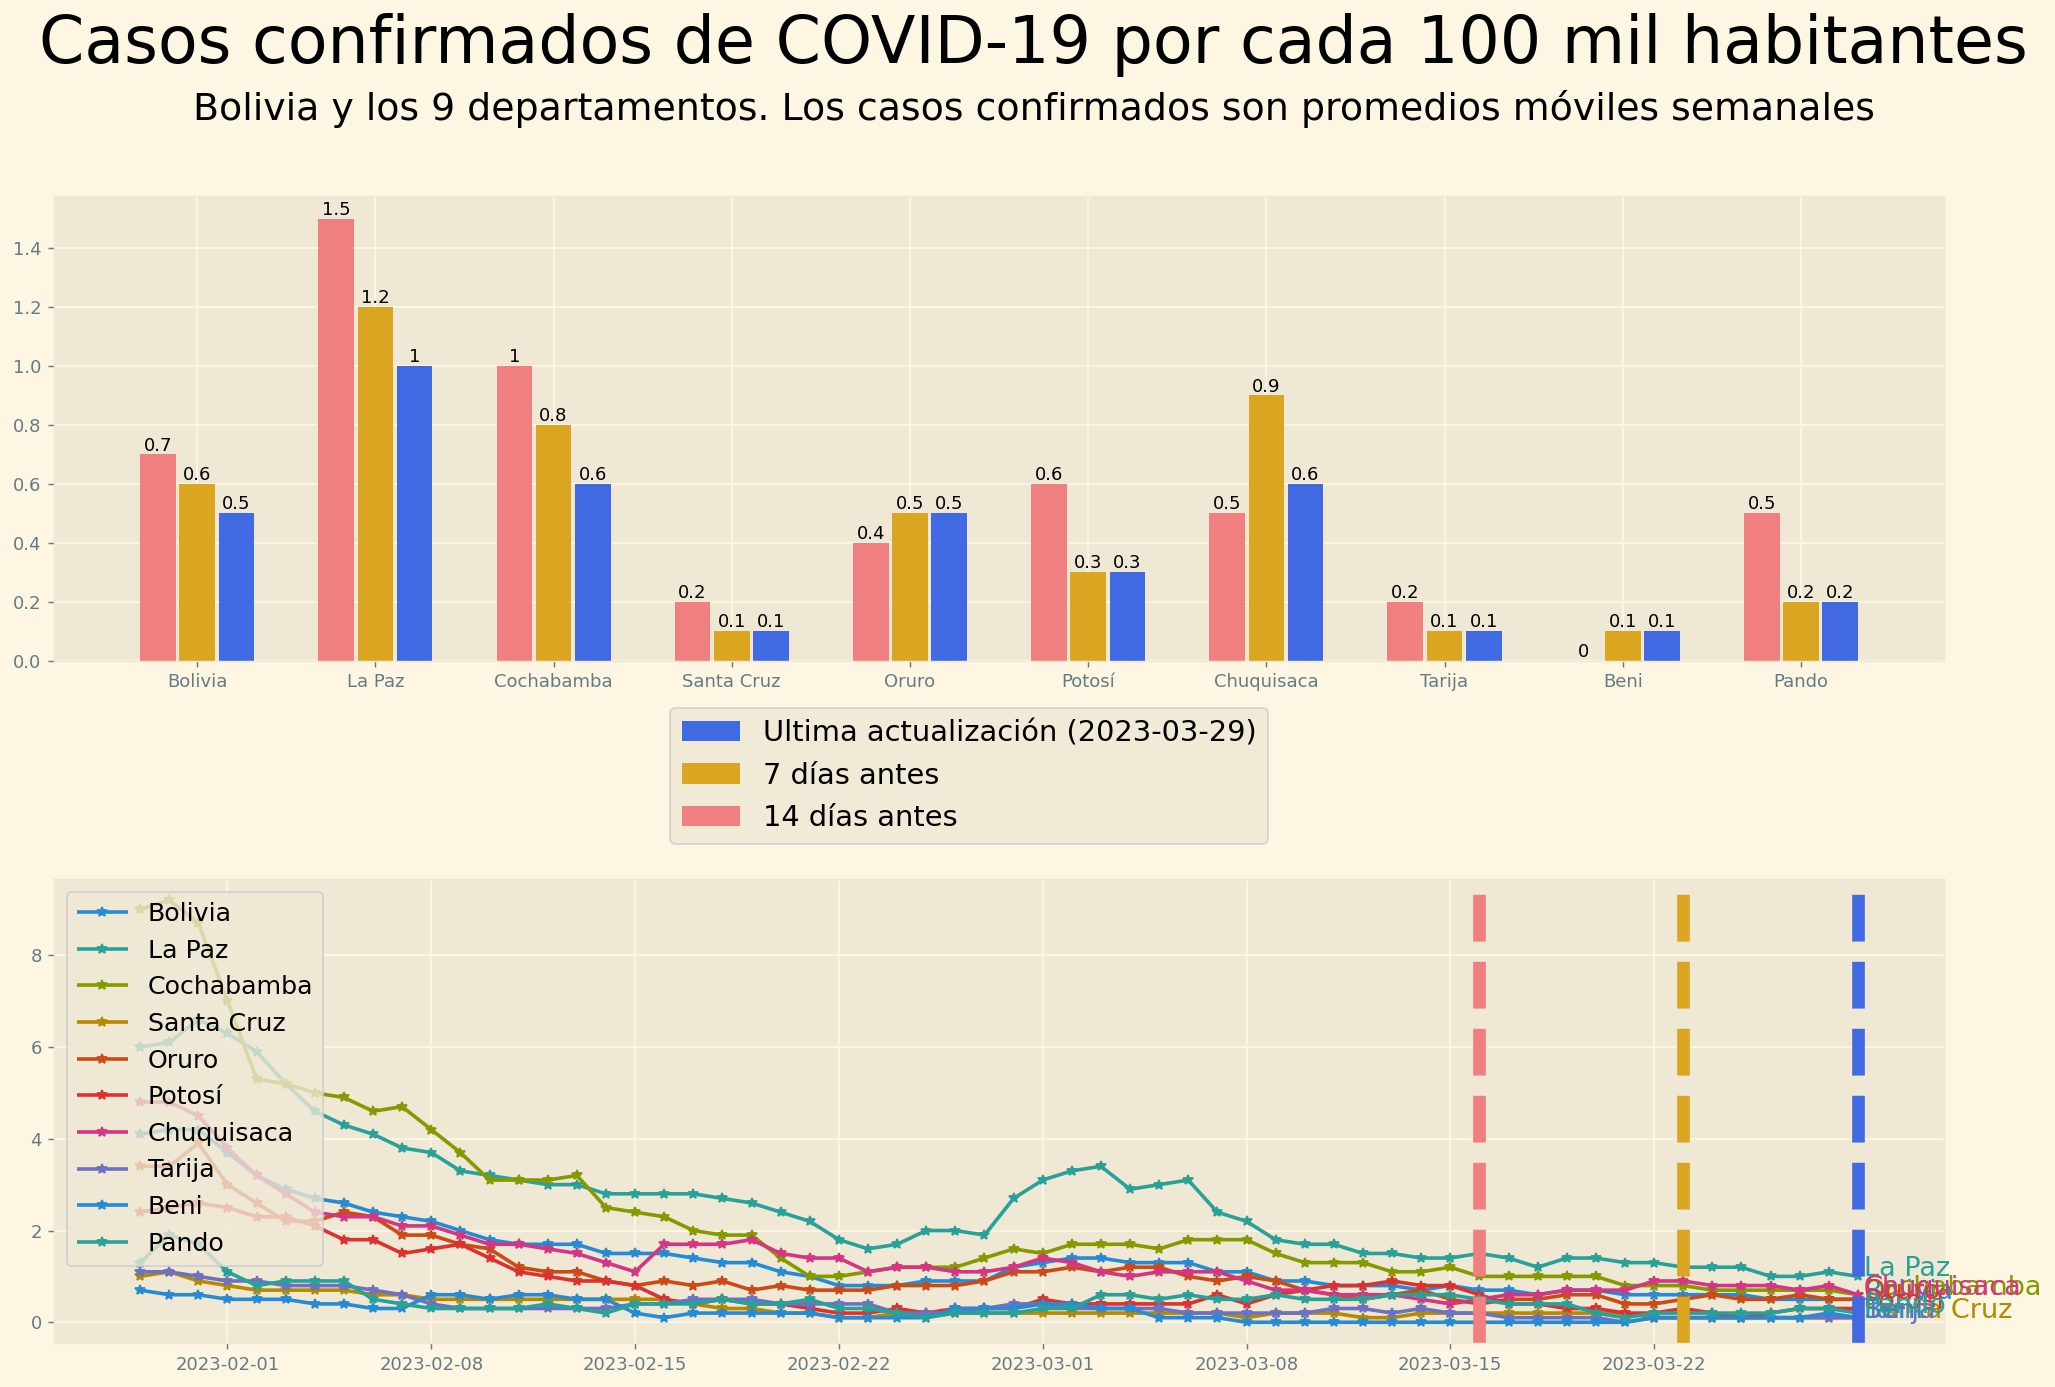 Casos confirmados de COVID-19 por cada 100 mil habitantes
Bolivia y los 9 departamentos. Los casos confirmados son promedios móviles semanales
1.4
1.2
1.0
0.8
0.6
0.4
0.2
0.0
0.7 0.6 0.5
1.5 1.2 1
1 0.8 0.6
0.2 0.1 0.1
0.4 0.5 0.5
0.6 0.3 0.3
0.5 0.9 0.6
0.2 0.1 0.1
0 0.1 0.1
0.5 0.2 0.2
Bolivia La Paz Cochabamba Santa Cruz Oruro Potosí Chuquisaca Tarija Beni Pando
Ultima actualización (2023-03-29)
7 días antes
14 días antes
8
6
4
2
0
Bolivia
La Paz
Cochabamba
Santa Cruz
Oruro
Potosí
Chuquisaca
Tarija
Beni
Pando
La Paz
Chuquisaca
2023-02-01 2023-02-08 2023-02-15 2023-02-22 2023-03-01 2023-03-08 2023-03-15 2023-03-22